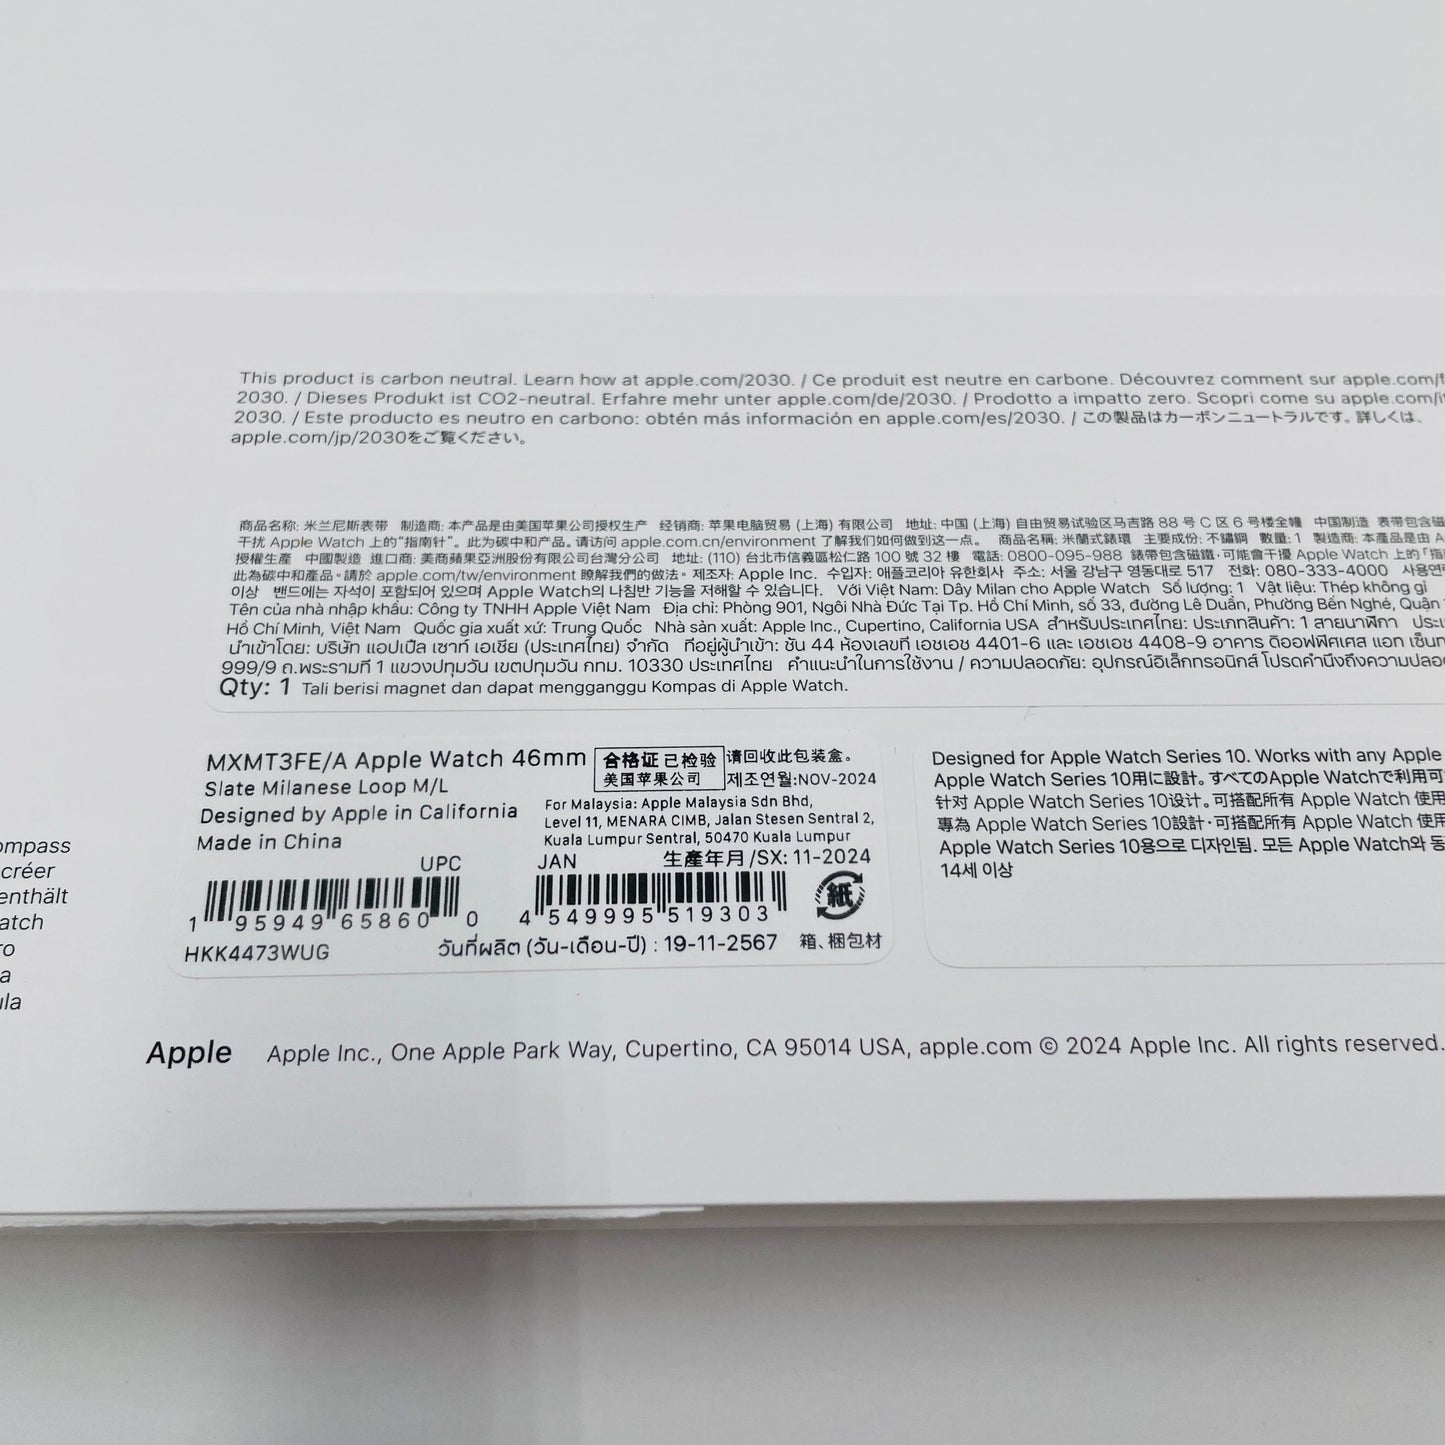 This product is carbon neutral. Learn how at apple.com/2030. / Ce produit est neutre en carbone. Découvrez comment sur apple.com/f
2030. / Dieses Produkt ist CO2-neutral. Erfahre mehr unter apple.com/de/2030. / Prodotto a impatto zero. Scopri come su apple.com/i
2030. / Este producto es neutro en carbono: obtén más información en apple.com/es/2030. / この製品はカーボンニュートラルです。詳しくは、
apple.com/jp/2030をご覧ください。
商品名称: 米兰尼斯表带 制造商: 本产品是由美国苹果公司授权生产 经销商: 苹果电脑贸易 (上海) 有限公司 地址: 中国 (上海) 自由贸易试验区马吉路 88 号 C 区 6 号楼全幢 中国制造 表带包含磁
干扰 Apple Watch 上的“指南针”。此为碳中和产品。请访问 apple.com.cn/environment 了解我们如何做到这一点。 商品名稱: 米蘭式錶環 主要成份: 不鏽鋼 數量: 1 製造商: 本產品是由 A
授權生產 中國製造 進口商: 美商蘋果亞洲股份有限公司台灣分公司 地址: (110) 台北市信義區松仁路 100 號 32 樓 電話: 0800-095-988 錶帶包含磁鐵，可能會干擾 Apple Watch 上的「指
此為碳中和產品。請於 apple.com/tw/environment 瞭解我們的做法。제조자: Apple Inc. 수입자: 애플코리아 유한회사 주소: 서울 강남구 영동대로 517 전화: 080-333-4000 사용연
이상 밴드에는 자석이 포함되어 있으며 Apple Watch의 나침반 기능을 저해할 수 있습니다. Với Việt Nam: Dây Milan cho Apple Watch Số lượng: 1 Vật liệu: Thép không gỉ
Tên của nhà nhập khẩu: Công ty TNHH Apple Việt Nam Địa chỉ: Phòng 901, Ngôi Nhà Đức Tại Tp. Hồ Chí Minh, số 33, đường Lê Duẩn, Phường Bến Nghé, Quận
Hồ Chí Minh, Việt Nam Quốc gia xuất xứ: Trung Quốc Nhà sản xuất: Apple Inc., Cupertino, California USA สำหรับประเทศไทย: ประเภทสินค้า: 1 สายนาฬิกา ประเ
นำเข้าโดย: บริษัท แอปเปิล เซาท์ เอเชีย (ประเทศไทย) จำกัด ที่อยู่ผู้นำเข้า: ชั้น 44 ห้องเลขที่ เอชเอช 4401-6 และ เอชเอช 4408-9 อาคาร ดิออฟฟิศเศส แอท เซ็นท
999/9 ถ.พระรามที่ 1 แขวงปทุมวัน เขตปทุมวัน กทม. 10330 ประเทศไทย คำแนะนำในการใช้งาน / ความปลอดภัย: อุปกรณ์อิเล็กทรอนิกส์ โปรดคำนึงถึงความปลอด
Qty: 1 Tali berisi magnet dan dapat mengganggu Kompas di Apple Watch.
MXMT3FE/A Apple Watch 46mm
Slate Milanese Loop M/L
Designed by Apple in California
Made in China
合格证 已检验
美国苹果公司
请回收此包装盒。
제조연월:NOV-2024
For Malaysia: Apple Malaysia Sdn Bhd,
Level 11, MENARA CIMB, Jalan Stesen Sentral 2,
Kuala Lumpur Sentral, 50470 Kuala Lumpur
UPC
JAN
生產年月 /SX: 11-2024
1 95949 65860 0
4 549995 519303
紙
HKK4473WUG
วันที่ผลิต (วัน-เดือน-ปี) : 19-11-2567
箱、梱包材
Designed for Apple Watch Series 10. Works with any Apple
Apple Watch Series 10用に設計。すべてのApple Watchで利用可
针对 Apple Watch Series 10设计。可搭配所有 Apple Watch 使用
專為 Apple Watch Series 10設計，可搭配所有 Apple Watch 使用
Apple Watch Series 10용으로 디자인됨. 모든 Apple Watch와 동
14세 이상
ompass
créer
enthält
atch
ro
a
ula
Apple Apple Inc., One Apple Park Way, Cupertino, CA 95014 USA, apple.com © 2024 Apple Inc. All rights reserved.